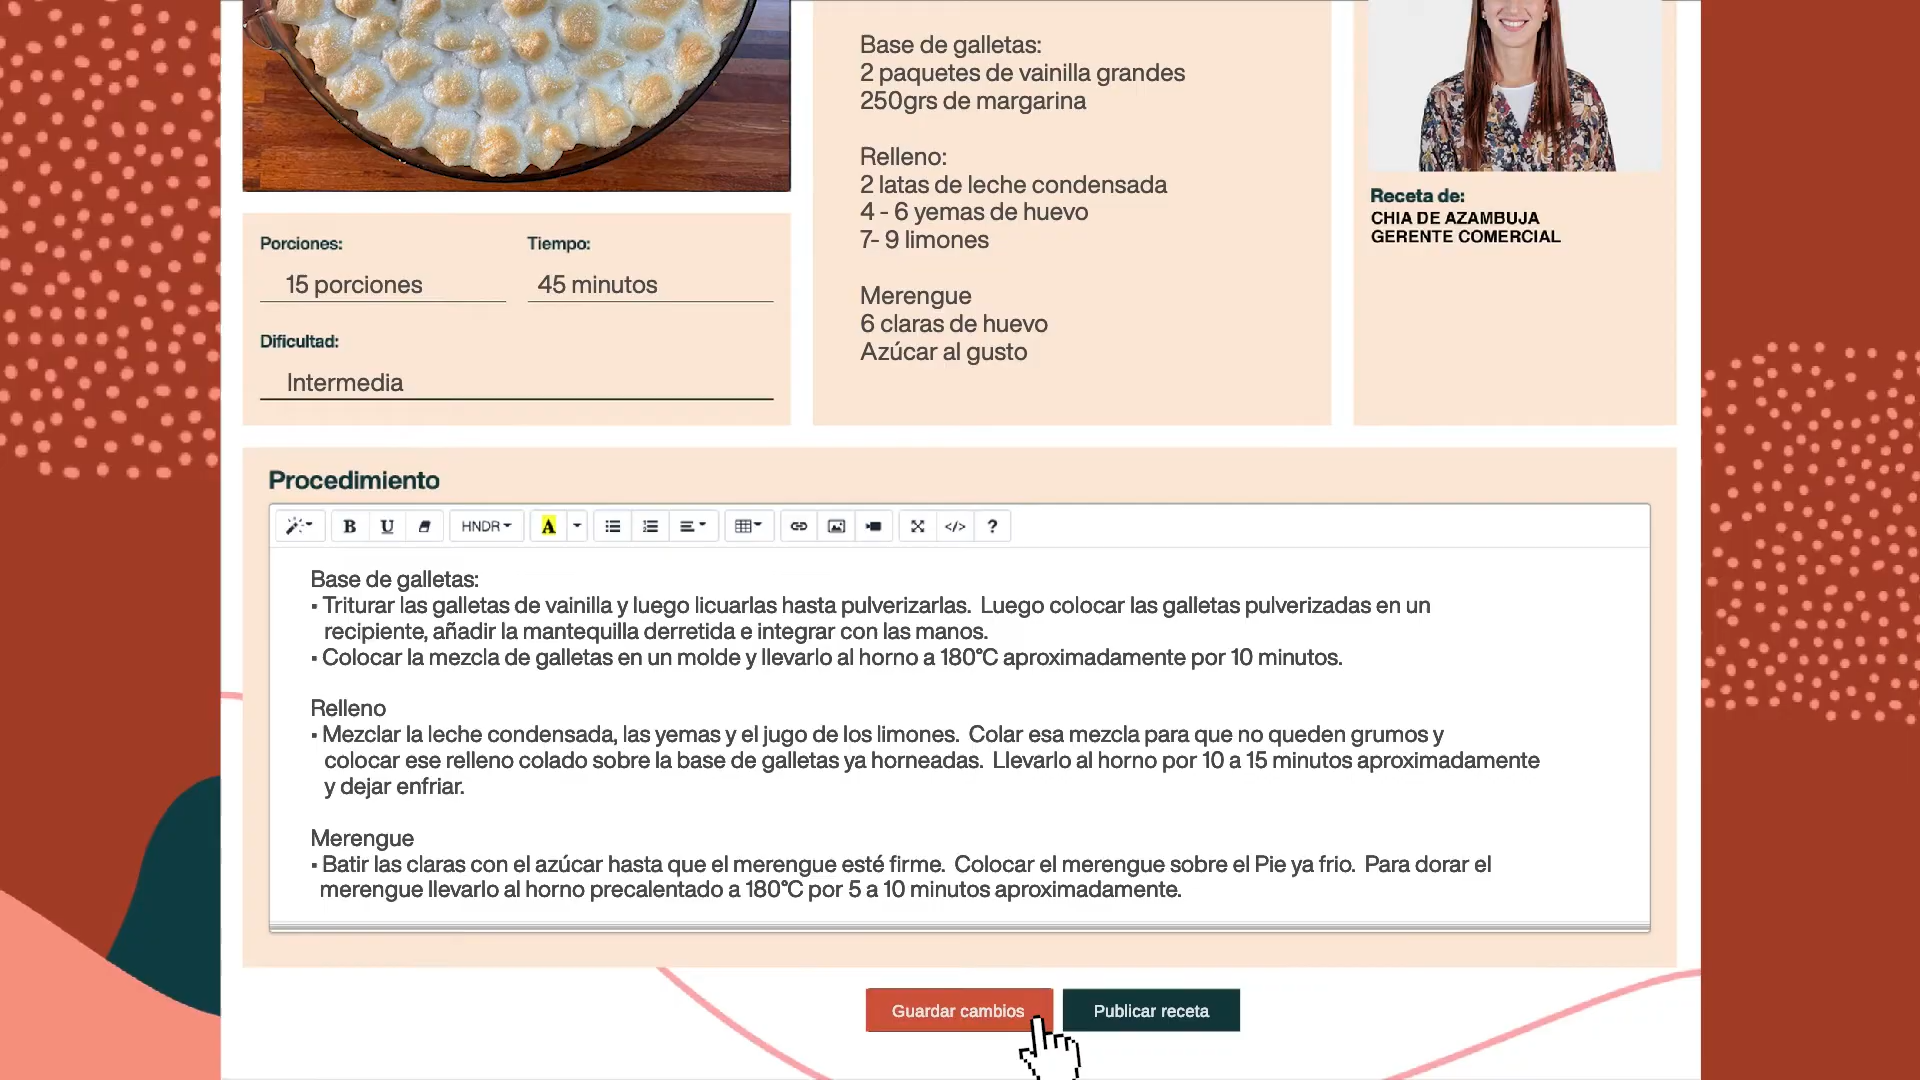 Base de galletas:
2 paquetes de vainilla grandes
250grs de margarina
Relleno:
2 latas de leche condensada
4 - 6 yemas de huevo
7- 9 limones
Merengue
6 claras de huevo
Azúcar al gusto
Receta de:
CHIA DE AZAMBUJA
GERENTE COMERCIAL
Porciones:
15 porciones
Tiempo:
45 minutos
Dificultad:
Intermedia
Procedimiento
B U HNDR A </> ?
Base de galletas:
▪ Triturar las galletas de vainilla y luego licuarlas hasta pulverizarlas. Luego colocar las galletas pulverizadas en un
recipiente, añadir la mantequilla derretida e integrar con las manos.
▪ Colocar la mezcla de galletas en un molde y llevarlo al horno a 180°C aproximadamente por 10 minutos.
Relleno
▪ Mezclar la leche condensada, las yemas y el jugo de los limones. Colar esa mezcla para que no queden grumos y
colocar ese relleno colado sobre la base de galletas ya horneadas. Llevarlo al horno por 10 a 15 minutos aproximadamente
y dejar enfriar.
Merengue
▪ Batir las claras con el azúcar hasta que el merengue esté firme. Colocar el merengue sobre el Pie ya frio. Para dorar el
merengue llevarlo al horno precalentado a 180°C por 5 a 10 minutos aproximadamente.
Guardar cambios
Publicar receta